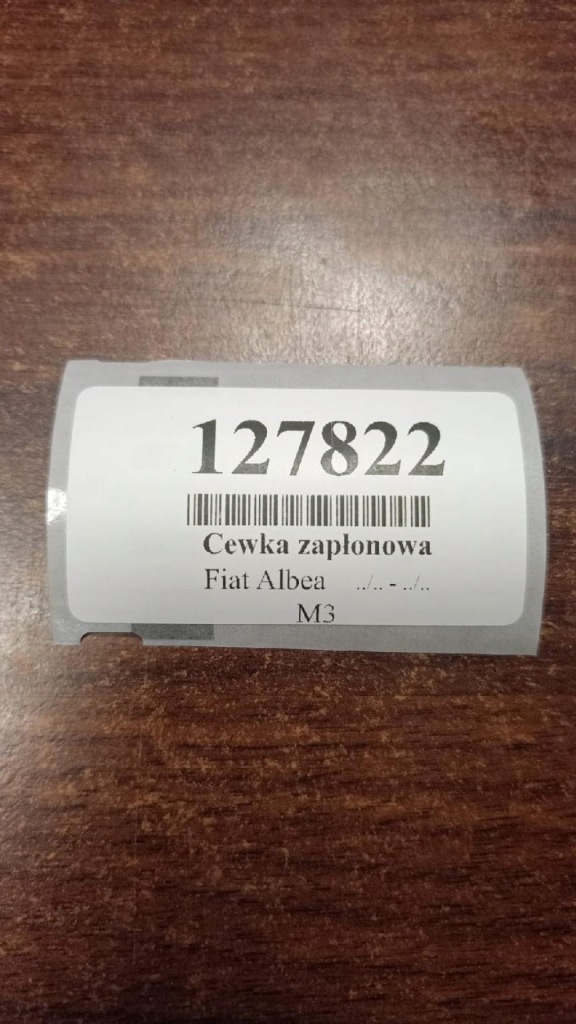 127822
Cewka zapłonowa
Fiat Albea ../.. - ../..
M3